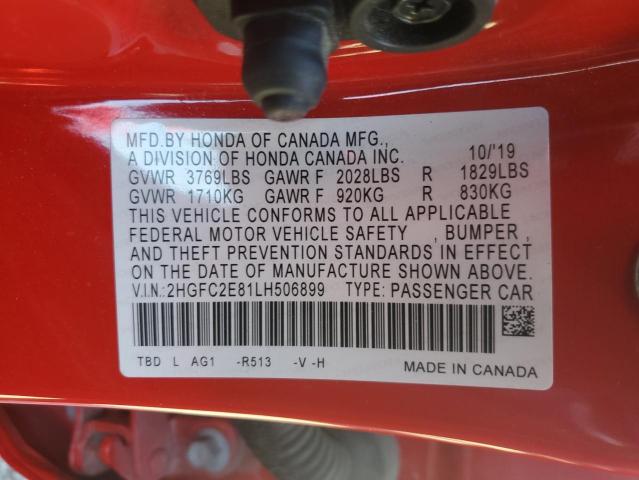 MFD.BY HONDA OF CANADA MFG.,
A DIVISION OF HONDA CANADA INC. 10/'19
GVWR 3769LBS GAWR F 2028LBS R 1829LBS
GVWR 1710KG GAWR F 920KG R 830KG
THIS VEHICLE CONFORMS TO ALL APPLICABLE
FEDERAL MOTOR VEHICLE SAFETY , BUMPER ,
AND THEFT PREVENTION STANDARDS IN EFFECT
ON THE DATE OF MANUFACTURE SHOWN ABOVE.
V.I.N.:2HGFC2E81LH506899 TYPE: PASSENGER CAR
TBD L AG1 -R513 -V -H MADE IN CANADA